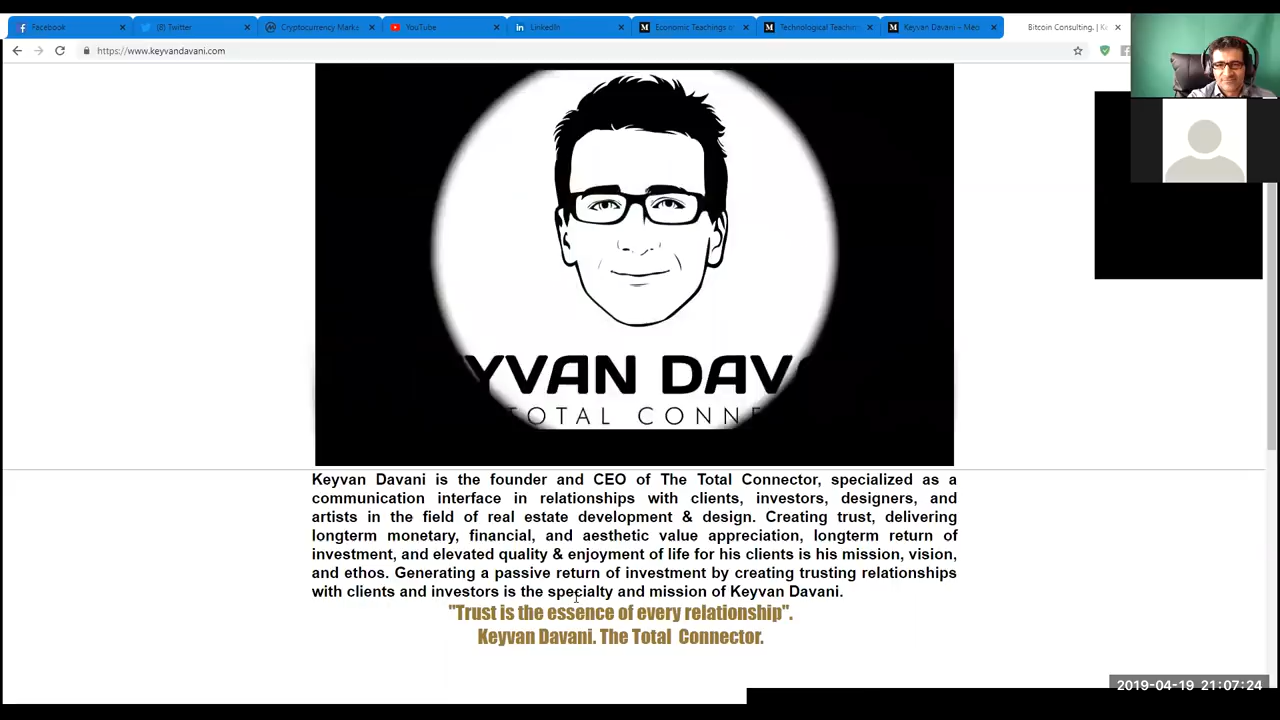 Facebook
(8) Twitter
Cryptocurrency Marke
YouTube
LinkedIn
Economic Teachings
Technological Teachin
Keyvan Davani – Med
Bitcoin Consulting. | Ke
https://www.keyvandavani.com
YVAN DAV
TOTAL CONNE
Keyvan Davani is the founder and CEO of The Total Connector, specialized as a
communication interface in relationships with clients, investors, designers, and
artists in the field of real estate development & design. Creating trust, delivering
longterm monetary, financial, and aesthetic value appreciation, longterm return of
investment, and elevated quality & enjoyment of life for his clients is his mission, vision,
and ethos. Generating a passive return of investment by creating trusting relationships
with clients and investors is the specialty and mission of Keyvan Davani.
"Trust is the essence of every relationship".
Keyvan Davani. The Total Connector.
2019-04-19 21:07:24